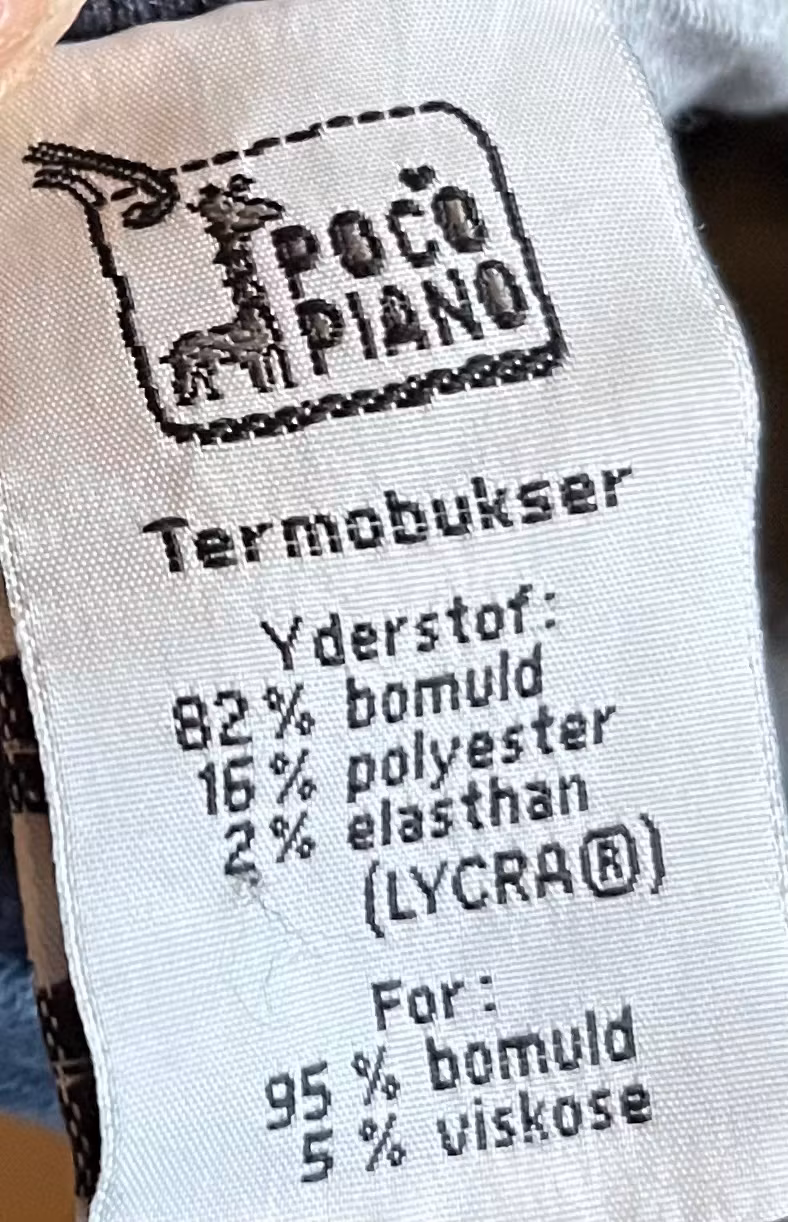 POCO
PIANO
Termobukser
Yderstof:
82% bomuld
16% polyester
2% elasthan
(LYCRA®)
For:
95 % bomuld
5 % viskose